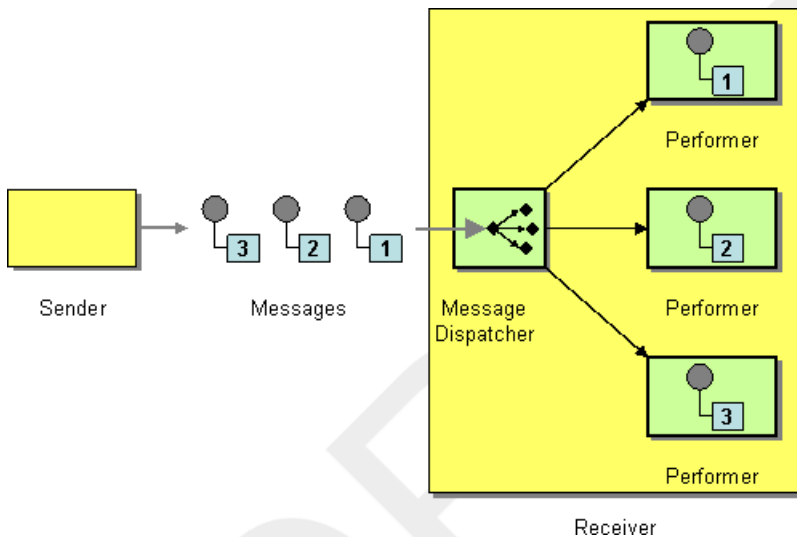 1
Performer
3
2
1
2
Sender
Messages
Message
Dispatcher
Performer
3
Performer
Receiver